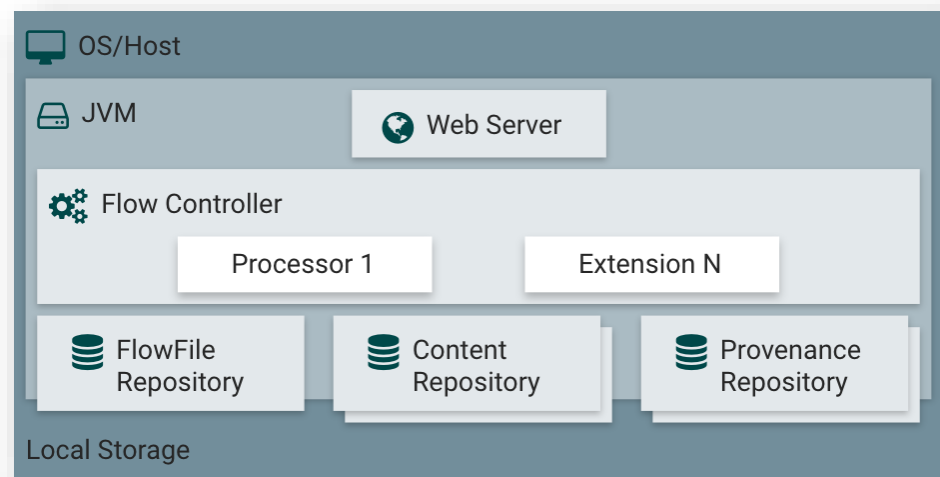 OS/Host
JVM
Web Server
Flow Controller
Processor 1
Extension N
FlowFile
Repository
Content
Repository
Provenance
Repository
Local Storage